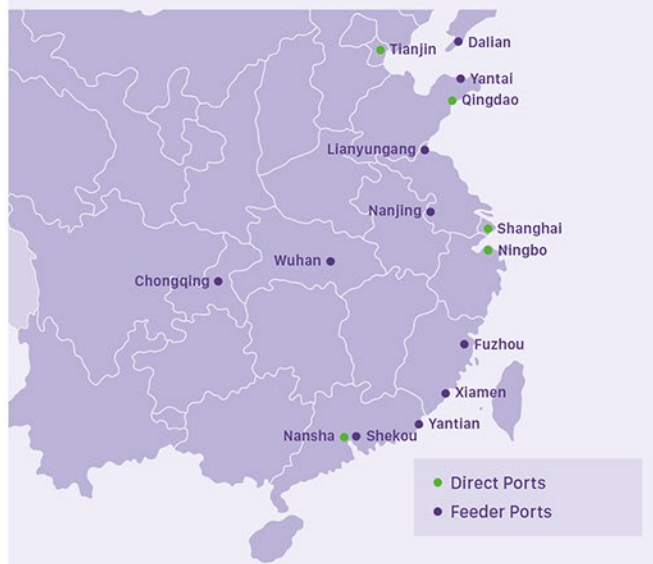 Dalian
Tianjin
Yantai
Qingdao
Lianyungang
Nanjing
Shanghai
Ningbo
Wuhan
Chongqing
Fuzhou
Xiamen
Yantian
Nansha
Shekou
Direct Ports
Feeder Ports